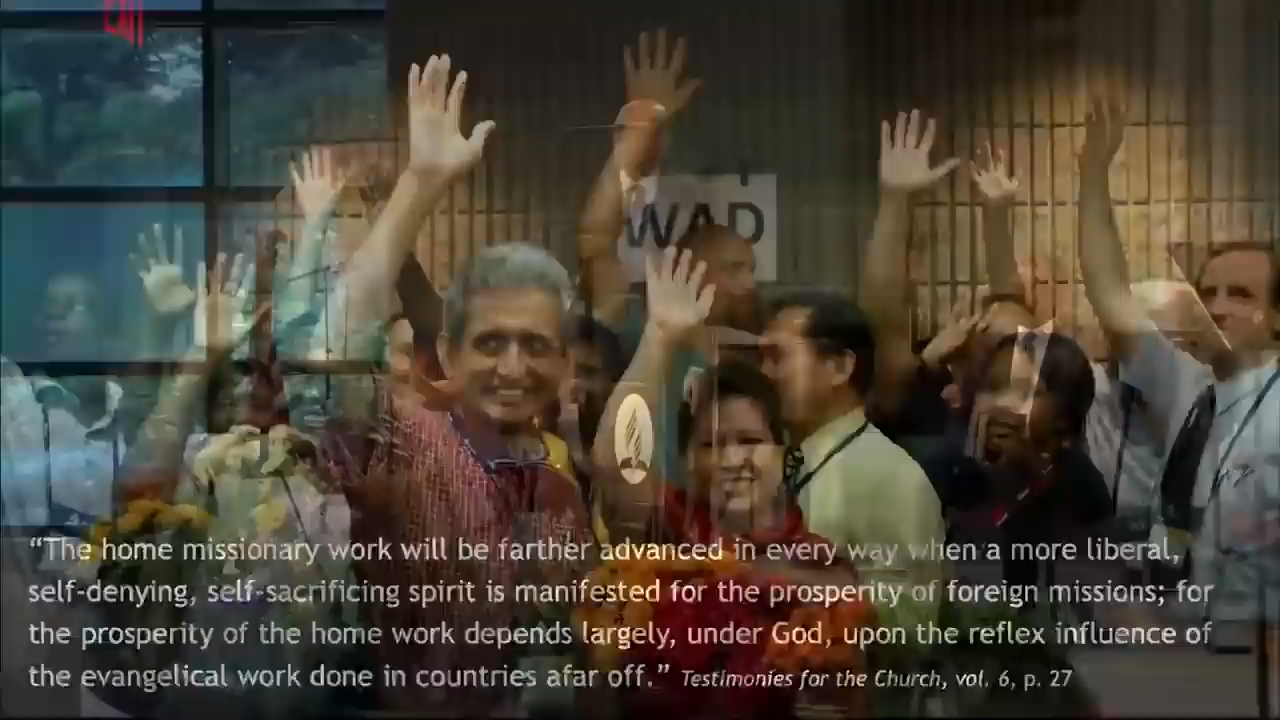 WAD
“The home missionary work will be farther advanced in every way when a more liberal,
self-denying, self-sacrificing spirit is manifested for the prosperity of foreign missions; for
the prosperity of the home work depends largely, under God, upon the reflex influence of
the evangelical work done in countries afar off.” Testimonies for the Church, vol. 6, p. 27